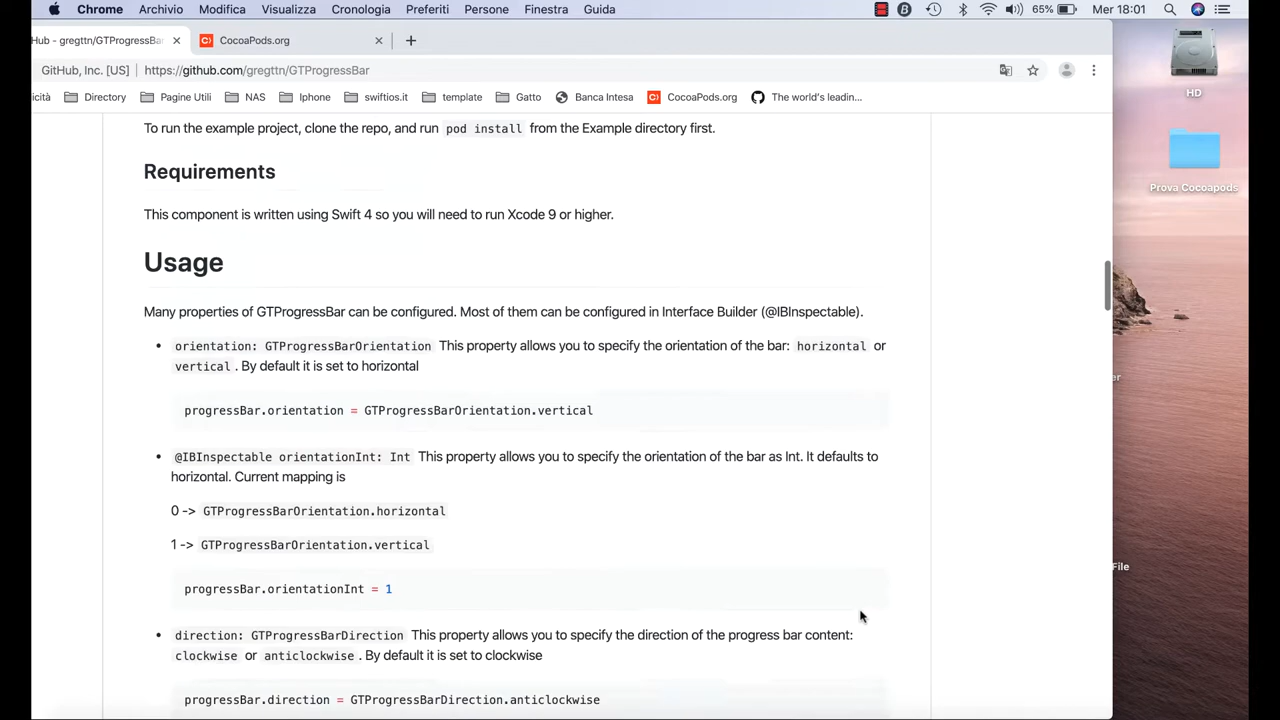 Chrome Archivio Modifica Visualizza Cronologia Preferiti Persone Finestra Guida 65% Mer 18:01
Hub - gregttn/GTProgressBar CocoaPods.org
GitHub, Inc. [US] https://github.com/gregttn/GTProgressBar
icità Directory Pagine Utili NAS Iphone swiftios.it template Gatto Banca Intesa CocoaPods.org The world's leadin...
HD
Prova Cocoapods
To run the example project, clone the repo, and run pod install from the Example directory first.
Requirements
This component is written using Swift 4 so you will need to run Xcode 9 or higher.
Usage
Many properties of GTProgressBar can be configured. Most of them can be configured in Interface Builder (@IBInspectable).
• orientation: GTProgressBarOrientation This property allows you to specify the orientation of the bar: horizontal or
vertical . By default it is set to horizontal
progressBar.orientation = GTProgressBarOrientation.vertical
• @IBInspectable orientationInt: Int This property allows you to specify the orientation of the bar as Int. It defaults to
horizontal. Current mapping is
0 -> GTProgressBarOrientation.horizontal
1 -> GTProgressBarOrientation.vertical
progressBar.orientationInt = 1
• direction: GTProgressBarDirection This property allows you to specify the direction of the progress bar content:
clockwise or anticlockwise . By default it is set to clockwise
progressBar.direction = GTProgressBarDirection.anticlockwise
er
File